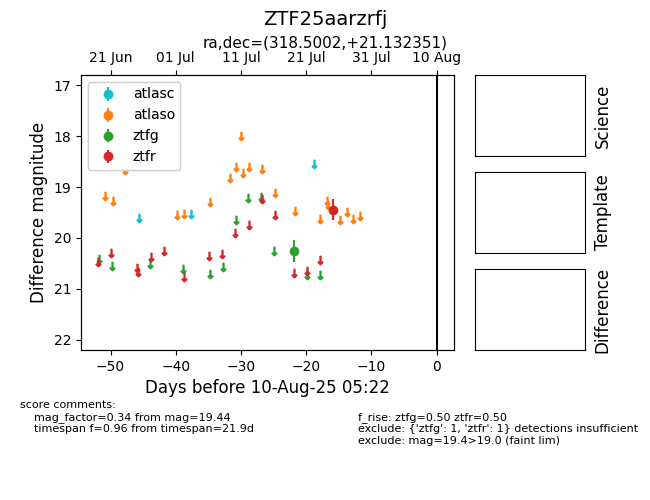 ZTF25aarzrfj
ra,dec=(318.5002,+21.132351)
21 Jun 01 Jul 11 Jul 21 Jul 31 Jul 10 Aug
17
18
19
20
21
22
Difference magnitude
atlasc
atlaso
ztfg
ztfr
−50 −40 −30 −20 −10 0
Days before 10-Aug-25 05:22
Science
Template
Difference
score comments:
mag_factor=0.34 from mag=19.44
timespan f=0.96 from timespan=21.9d
f_rise: ztfg=0.50 ztfr=0.50
exclude: {'ztfg': 1, 'ztfr': 1} detections insufficient
exclude: mag=19.4>19.0 (faint lim)